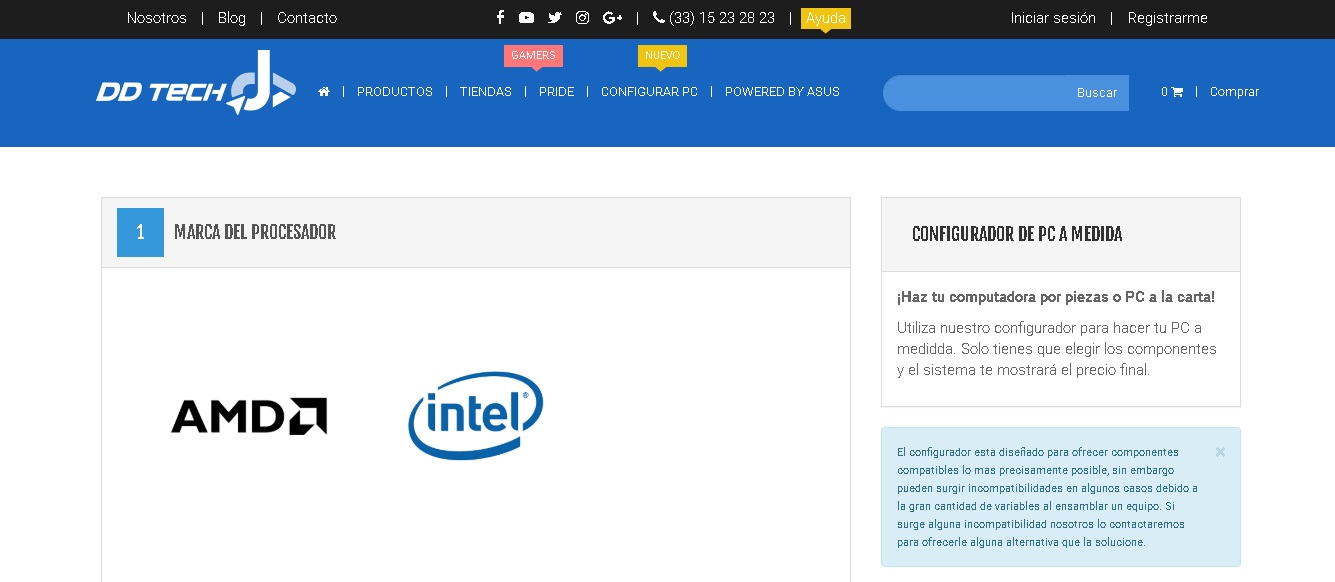 Nosotros | Blog | Contacto | (33) 15 23 28 23 | Ayuda Iniciar sesión | Registrarme
GAMERS NUEVO
DD TECH | PRODUCTOS | TIENDAS | PRIDE | CONFIGURAR PC | POWERED BY ASUS Buscar 0 | Comprar
1 MARCA DEL PROCESADOR
AMD
intel®
CONFIGURADOR DE PC A MEDIDA
¡Haz tu computadora por piezas o PC a la carta!
Utiliza nuestro configurador para hacer tu PC a
medidda. Solo tienes que elegir los componentes
y el sistema te mostrará el precio final.
El configurador esta diseñado para ofrecer componentes ×
compatibles lo mas precisamente posible, sin embargo
pueden surgir incompatibilidades en algunos casos debido a
la gran cantidad de variables al ensamblar un equipo. Si
surge alguna incompatibilidad nosotros lo contactaremos
para ofrecerle alguna alternativa que la solucione.